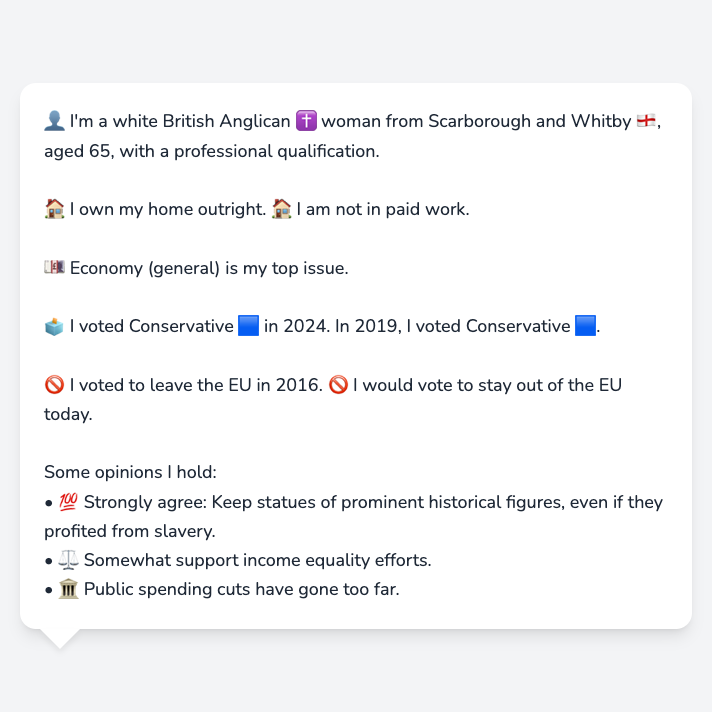 👤 I'm a white British Anglican ✝️ woman from Scarborough and Whitby 🏴󠁧󠁢󠁥󠁮󠁧󠁿,
aged 65, with a professional qualification.
🏠 I own my home outright. 🏠 I am not in paid work.
💷 Economy (general) is my top issue.
🗳️ I voted Conservative 🟦 in 2024. In 2019, I voted Conservative 🟦.
🚫 I voted to leave the EU in 2016. 🚫 I would vote to stay out of the EU
today.
Some opinions I hold:
• 💯 Strongly agree: Keep statues of prominent historical figures, even if they
profited from slavery.
• ⚖️ Somewhat support income equality efforts.
• 🏛️ Public spending cuts have gone too far.